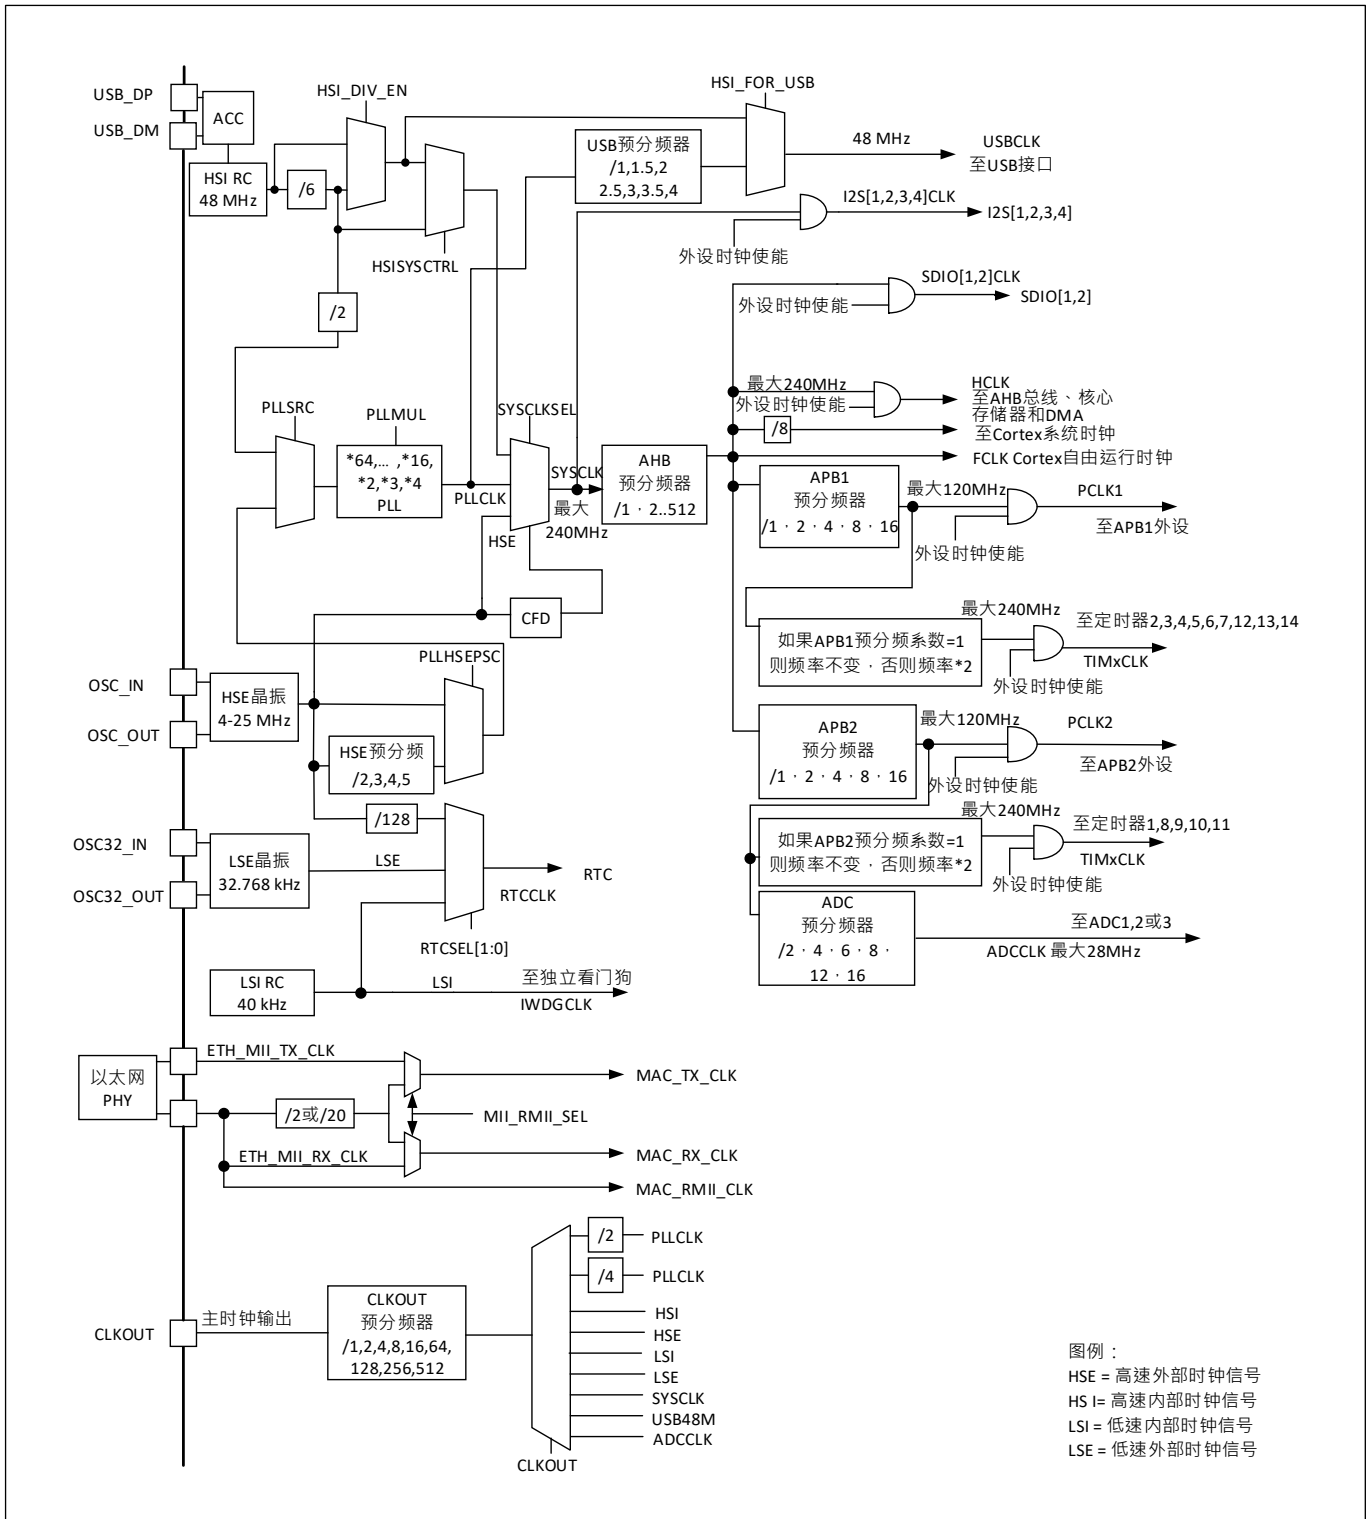 USB_DP
USB_DM
ACC
HSI RC
48 MHz
/6
HSI_DIV_EN
HSISYSCTRL
/2
HSI_FOR_USB
USB预分频器
/1,1.5,2
2.5,3,3.5,4
48 MHz
USBCLK
至USB接口
I2S[1,2,3,4]CLK
I2S[1,2,3,4]
外设时钟使能
SDIO[1,2]CLK
SDIO[1,2]
外设时钟使能
最大240MHz
外设时钟使能
HCLK
至AHB总线、核心
存储器和DMA
/8
至Cortex系统时钟
FCLK Cortex自由运行时钟
PLLSRC
PLLMUL
*64,… ,*16,
*2,*3,*4
PLL
PLLCLK
SYSCLKSEL
HSE
SYSCLK
最大
240MHz
AHB
预分频器
/1 · 2..512
APB1
预分频器
/1 · 2 · 4 · 8 · 16
最大120MHz
PCLK1
至APB1外设
外设时钟使能
CFD
如果APB1预分频系数=1
则频率不变 · 否则频率*2
最大240MHz
至定时器2,3,4,5,6,7,12,13,14
TIMxCLK
外设时钟使能
OSC_IN
OSC_OUT
HSE晶振
4-25 MHz
PLLHSEPSC
HSE预分频
/2,3,4,5
APB2
预分频器
/1 · 2 · 4 · 8 · 16
最大120MHz
PCLK2
至APB2外设
外设时钟使能
/128
如果APB2预分频系数=1
则频率不变 · 否则频率*2
最大240MHz
至定时器1,8,9,10,11
TIMxCLK
外设时钟使能
OSC32_IN
OSC32_OUT
LSE晶振
32.768 kHz
LSE
RTC
RTCCLK
RTCSEL[1:0]
ADC
预分频器
/2 · 4 · 6 · 8 ·
12 · 16
至ADC1,2或3
ADCCLK 最大28MHz
LSI RC
40 kHz
LSI
至独立看门狗
IWDGCLK
以太网
PHY
ETH_MII_TX_CLK
MAC_TX_CLK
/2或/20
MII_RMII_SEL
ETH_MII_RX_CLK
MAC_RX_CLK
MAC_RMII_CLK
CLKOUT
主时钟输出
CLKOUT
预分频器
/1,2,4,8,16,64,
128,256,512
/2
PLLCLK
/4
PLLCLK
HSI
HSE
LSI
LSE
SYSCLK
USB48M
ADCCLK
CLKOUT
图例：
HSE = 高速外部时钟信号
HS I= 高速内部时钟信号
LSI = 低速内部时钟信号
LSE = 低速外部时钟信号